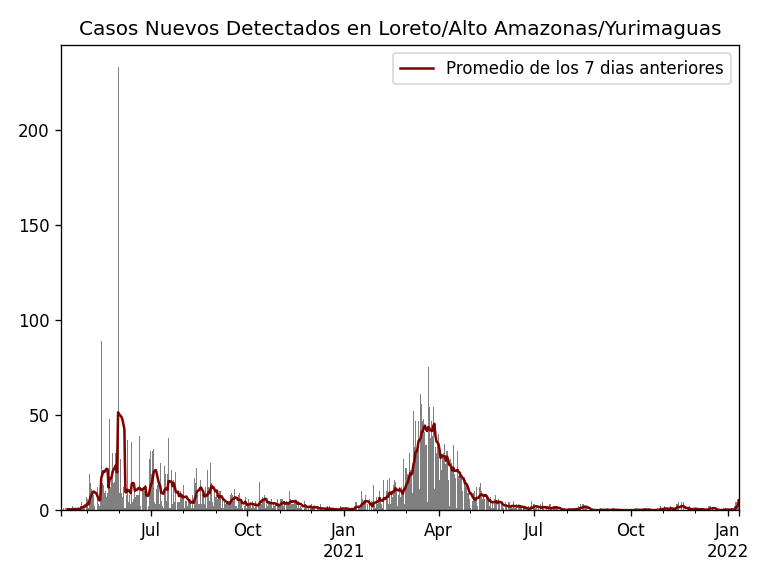 Casos Nuevos Detectados en Loreto/Alto Amazonas/Yurimaguas
Promedio de los 7 dias anteriores
200
150
100
50
0
Jul
Oct
Jan
2021
Apr
Jul
Oct
Jan
2022